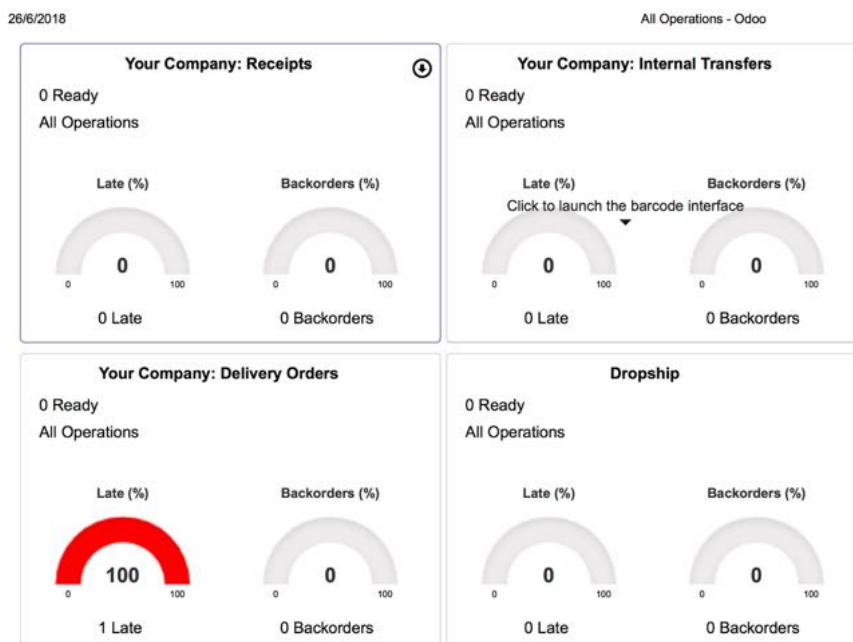 26/6/2018
All Operations - Odoo
Your Company: Receipts
0 Ready
All Operations
Late (%)
Backorders (%)
0
0
0 100
0 100
0 Late
0 Backorders
Your Company: Internal Transfers
0 Ready
All Operations
Late (%)
Backorders (%)
Click to launch the barcode interface
0
0
0 100
0 100
0 Late
0 Backorders
Your Company: Delivery Orders
0 Ready
All Operations
Late (%)
Backorders (%)
100
0
0 100
0 100
1 Late
0 Backorders
Dropship
0 Ready
All Operations
Late (%)
Backorders (%)
0
0
0 100
0 100
0 Late
0 Backorders